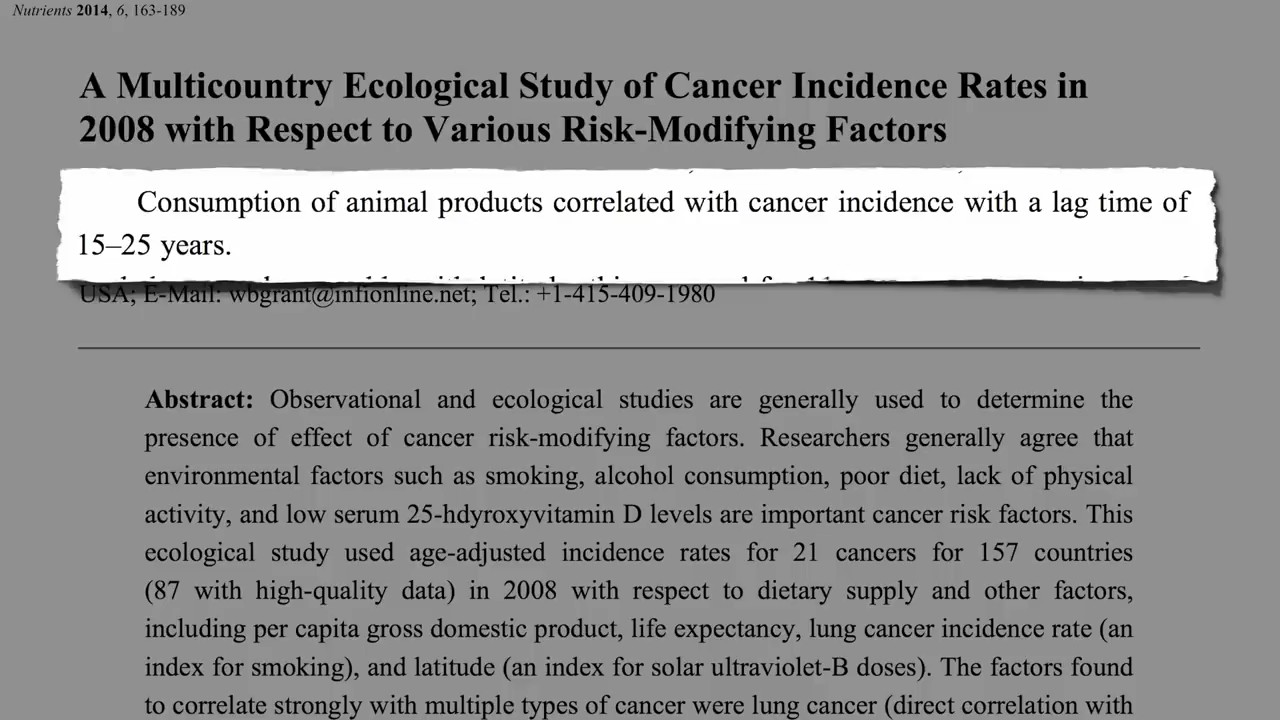 Nutrients 2014, 6, 163-189
A Multicountry Ecological Study of Cancer Incidence Rates in
2008 with Respect to Various Risk-Modifying Factors
Consumption of animal products correlated with cancer incidence with a lag time of
15–25 years.
USA; E-Mail: wbgrant@infionline.net; Tel.: +1-415-409-1980
Abstract: Observational and ecological studies are generally used to determine the
presence of effect of cancer risk-modifying factors. Researchers generally agree that
environmental factors such as smoking, alcohol consumption, poor diet, lack of physical
activity, and low serum 25-hdyroxyvitamin D levels are important cancer risk factors. This
ecological study used age-adjusted incidence rates for 21 cancers for 157 countries
(87 with high-quality data) in 2008 with respect to dietary supply and other factors,
including per capita gross domestic product, life expectancy, lung cancer incidence rate (an
index for smoking), and latitude (an index for solar ultraviolet-B doses). The factors found
to correlate strongly with multiple types of cancer were lung cancer (direct correlation with